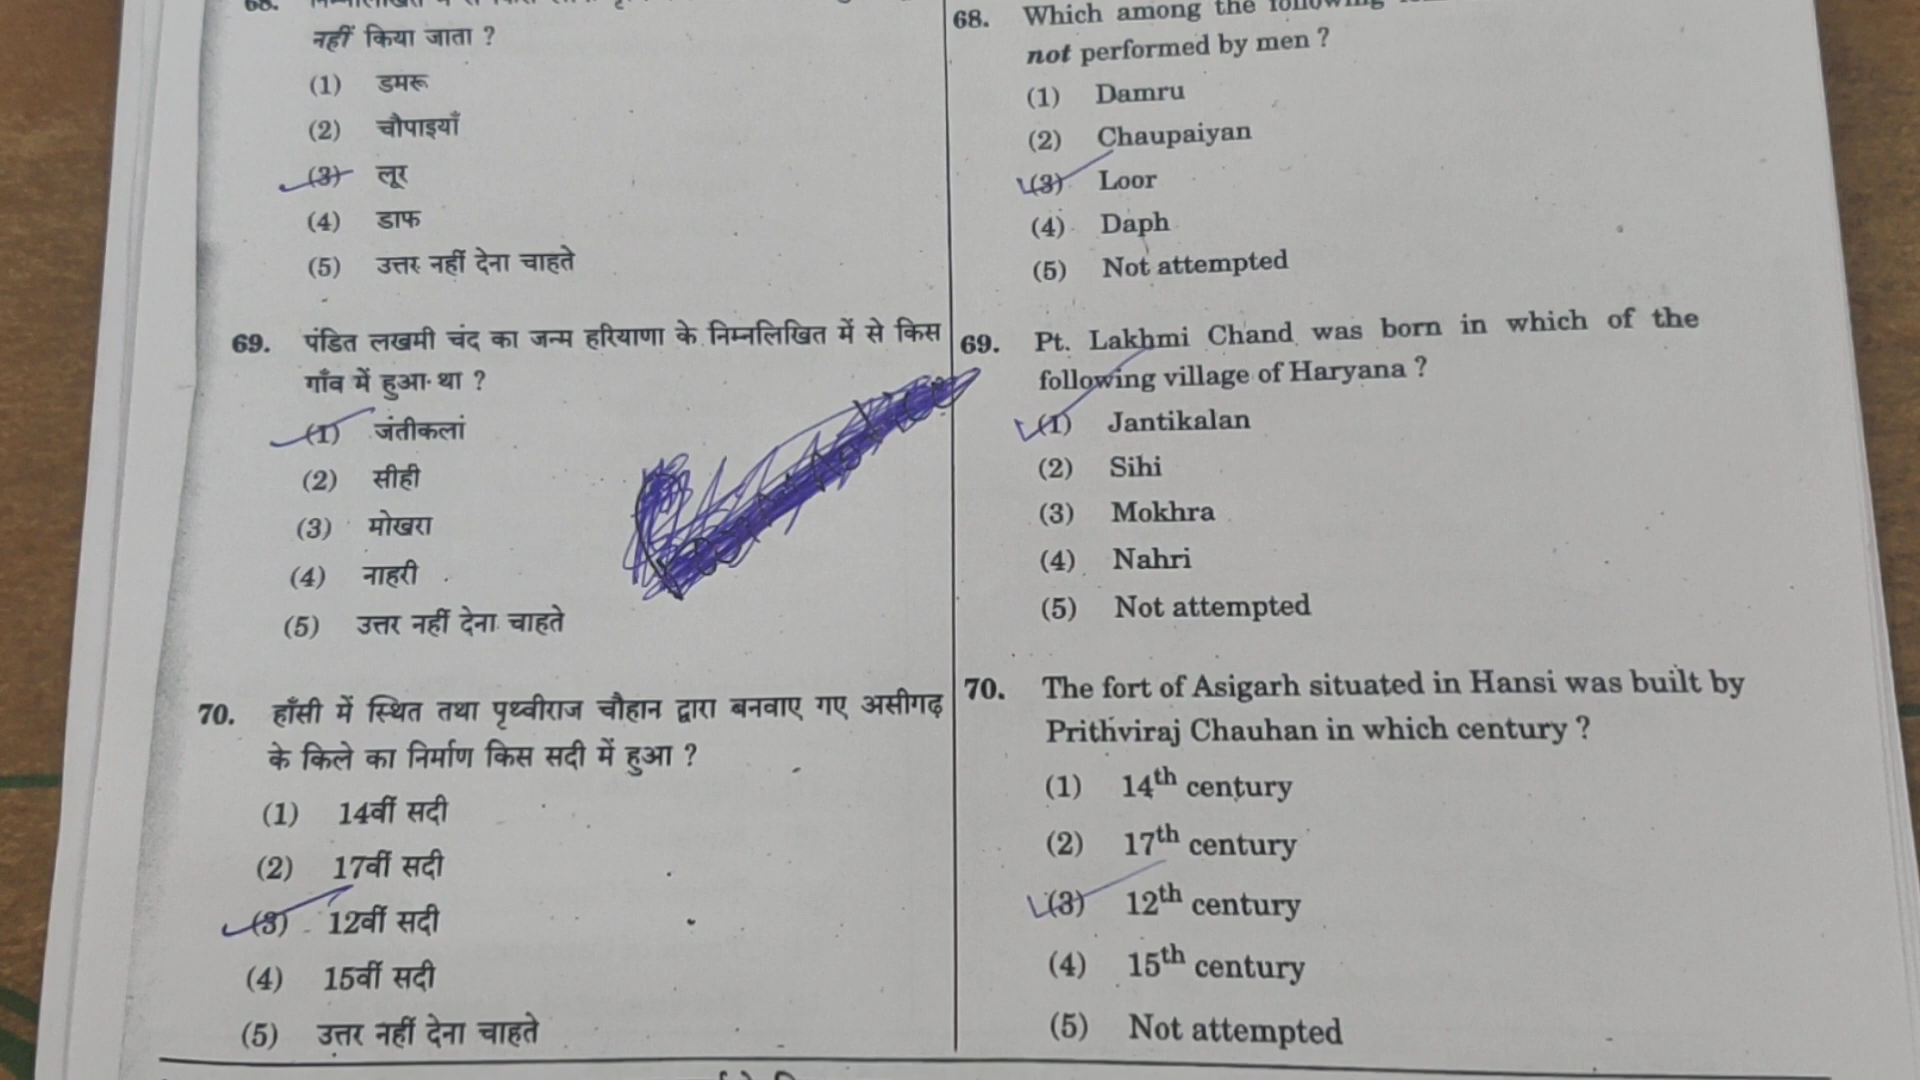 68.
नहीं किया जाता ?
(1) डमरू
(2) चौपाइयाँ
(3) लूर
(4) डाफ
(5) उत्तर नहीं देना चाहते
69. पंडित लखमी चंद का जन्म हरियाणा के निम्नलिखित में से किस
गाँव में हुआ था ?
(1) जंतीकलां
(2) सीही
(3) मोखरा
(4) नाहरी
(5) उत्तर नहीं देना चाहते
70. हाँसी में स्थित तथा पृथ्वीराज चौहान द्वारा बनवाए गए असीगढ़
के किले का निर्माण किस सदी में हुआ ?
(1) 14वीं सदी
(2) 17वीं सदी
(3) 12वीं सदी
(4) 15वीं सदी
(5) उत्तर नहीं देना चाहते
68. Which among the following
not performed by men ?
(1) Damru
(2) Chaupaiyan
(3) Loor
(4) Daph
(5) Not attempted
69. Pt. Lakhmi Chand was born in which of the
following village of Haryana ?
(1) Jantikalan
(2) Sihi
(3) Mokhra
(4) Nahri
(5) Not attempted
70. The fort of Asigarh situated in Hansi was built by
Prithviraj Chauhan in which century ?
(1) 14th century
(2) 17th century
(3) 12th century
(4) 15th century
(5) Not attempted